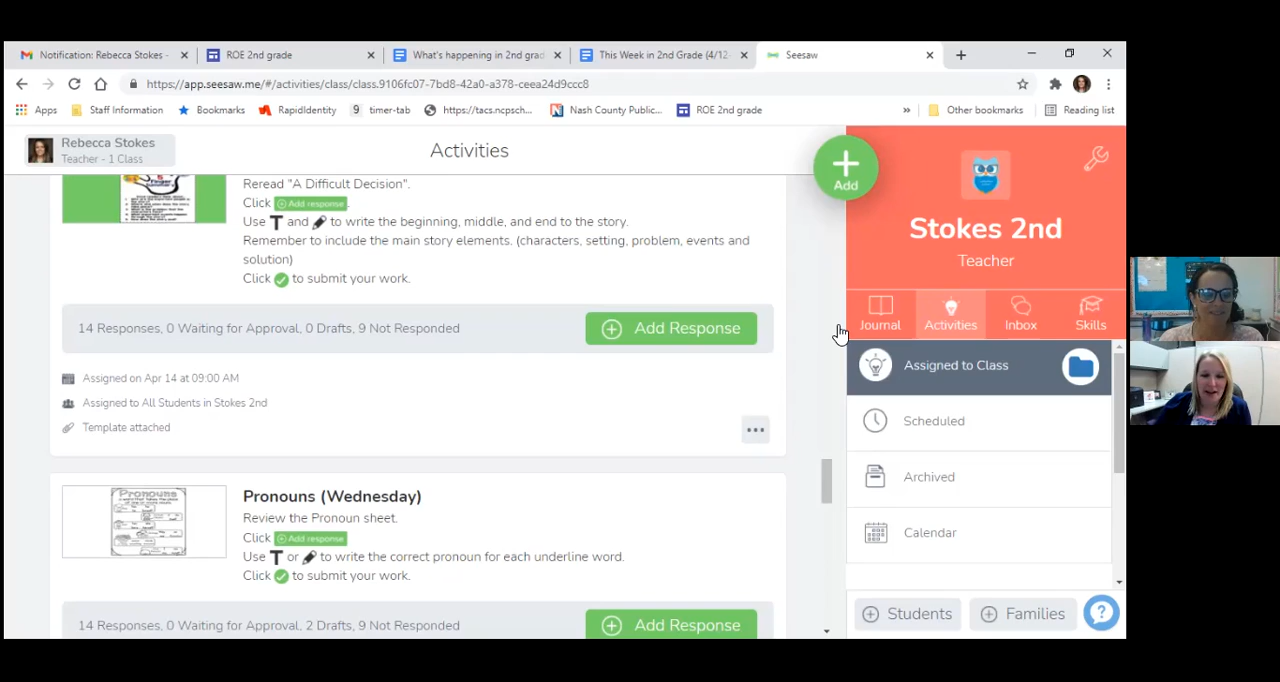 Notification: Rebecca Stokes -
ROE 2nd grade
What's happening in 2nd grad
This Week in 2nd Grade (4/12-
Seesaw
https://app.seesaw.me/#/activities/class/class.9106fc07-7bd8-42a0-a378-ceea24d9ccc8
Apps
Staff Information
Bookmarks
RapidIdentity
9 timer-tab
https://tacs.ncpsch...
Nash County Public...
ROE 2nd grade
»
Other bookmarks
Reading list
Rebecca Stokes
Teacher - 1 Class
Activities
Add
Reread "A Difficult Decision".
Click Add response.
Use T and to write the beginning, middle, and end to the story.
Remember to include the main story elements. (characters, setting, problem, events and
solution)
Click to submit your work.
14 Responses, 0 Waiting for Approval, 0 Drafts, 9 Not Responded
Add Response
Assigned on Apr 14 at 09:00 AM
Assigned to All Students in Stokes 2nd
Template attached
Pronouns
Pronouns (Wednesday)
Review the Pronoun sheet.
Click Add response
Use T or to write the correct pronoun for each underline word.
Click to submit your work.
14 Responses, 0 Waiting for Approval, 2 Drafts, 9 Not Responded
Add Response
Stokes 2nd
Teacher
Journal
Activities
Inbox
Skills
Assigned to Class
Scheduled
Archived
Calendar
Students
Families
?